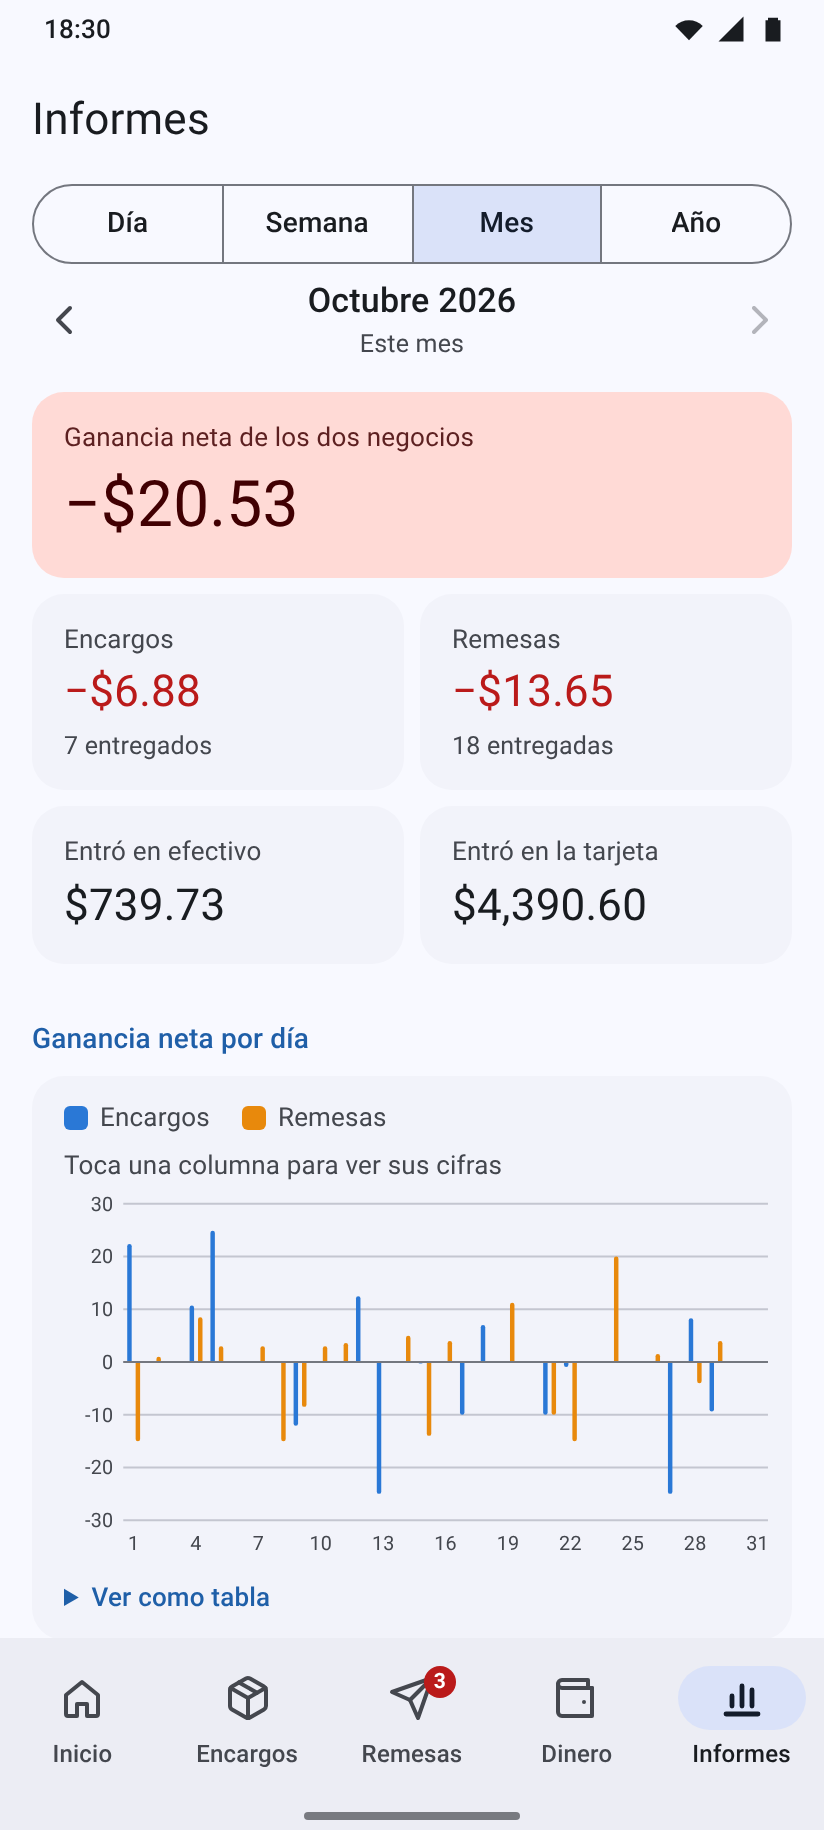 18:30
Informes
Día Semana Mes Año
Octubre 2026
Este mes
Ganancia neta de los dos negocios
−$20.53
Encargos
−$6.88
7 entregados
Remesas
−$13.65
18 entregadas
Entró en efectivo
$739.73
Entró en la tarjeta
$4,390.60
Ganancia neta por día
Encargos Remesas
Toca una columna para ver sus cifras
30
20
10
0
-10
-20
-30
1 4 7 10 13 16 19 22 25 28 31
Ver como tabla
3
Inicio Encargos Remesas Dinero Informes